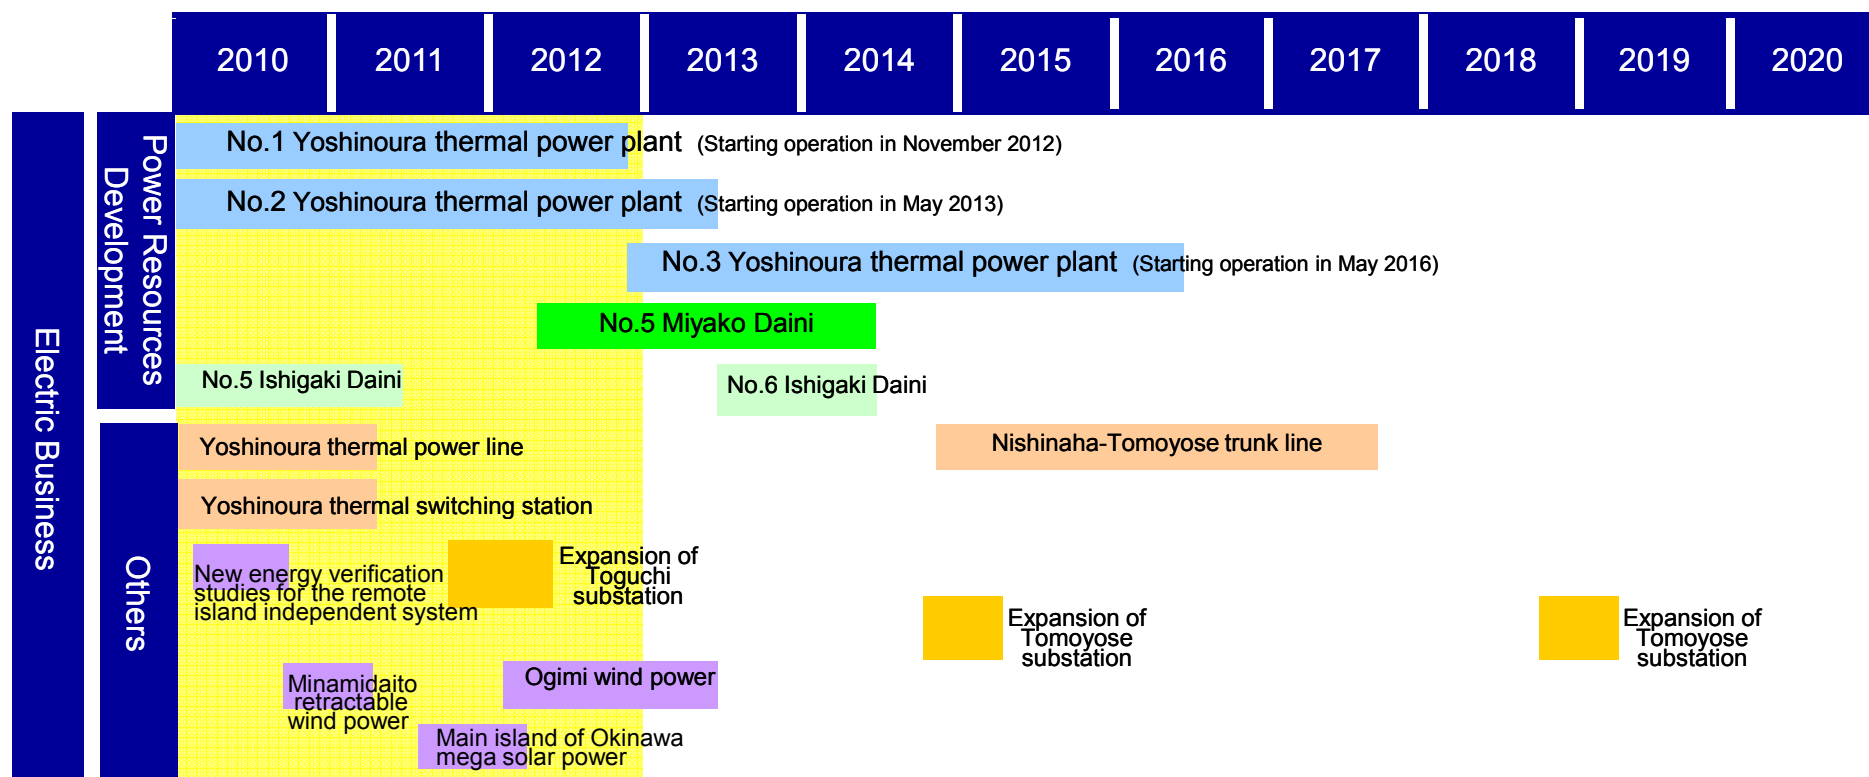 2010 2011 2012 2013 2014 2015 2016 2017 2018 2019 2020
Electric Business
Power Resources
Development
No.1 Yoshinoura thermal power plant (Starting operation in November 2012)
No.2 Yoshinoura thermal power plant (Starting operation in May 2013)
No.3 Yoshinoura thermal power plant (Starting operation in May 2016)
No.5 Miyako Daini
No.5 Ishigaki Daini
No.6 Ishigaki Daini
Others
Yoshinoura thermal power line
Nishinaha-Tomoyose trunk line
Yoshinoura thermal switching station
New energy verification
studies for the remote
island independent system
Expansion of
Toguchi
substation
Expansion of
Tomoyose
substation
Expansion of
Tomoyose
substation
Minamidaito
retractable
wind power
Ogimi wind power
Main island of Okinawa
mega solar power